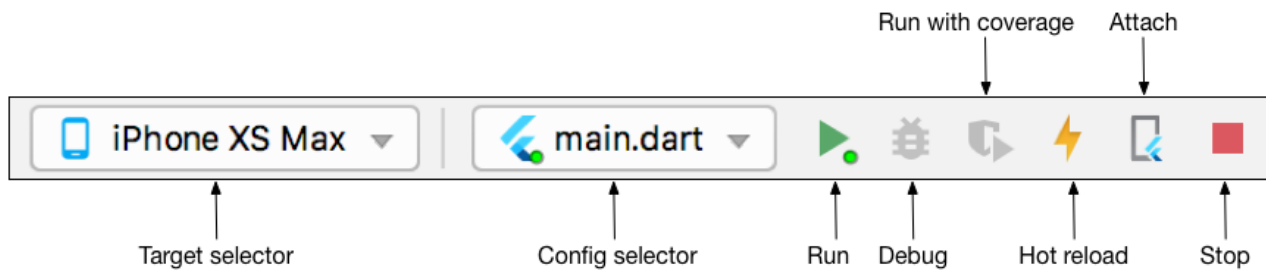 Run with coverage Attach
iPhone XS Max main.dart
Target selector Config selector Run Debug Hot reload Stop